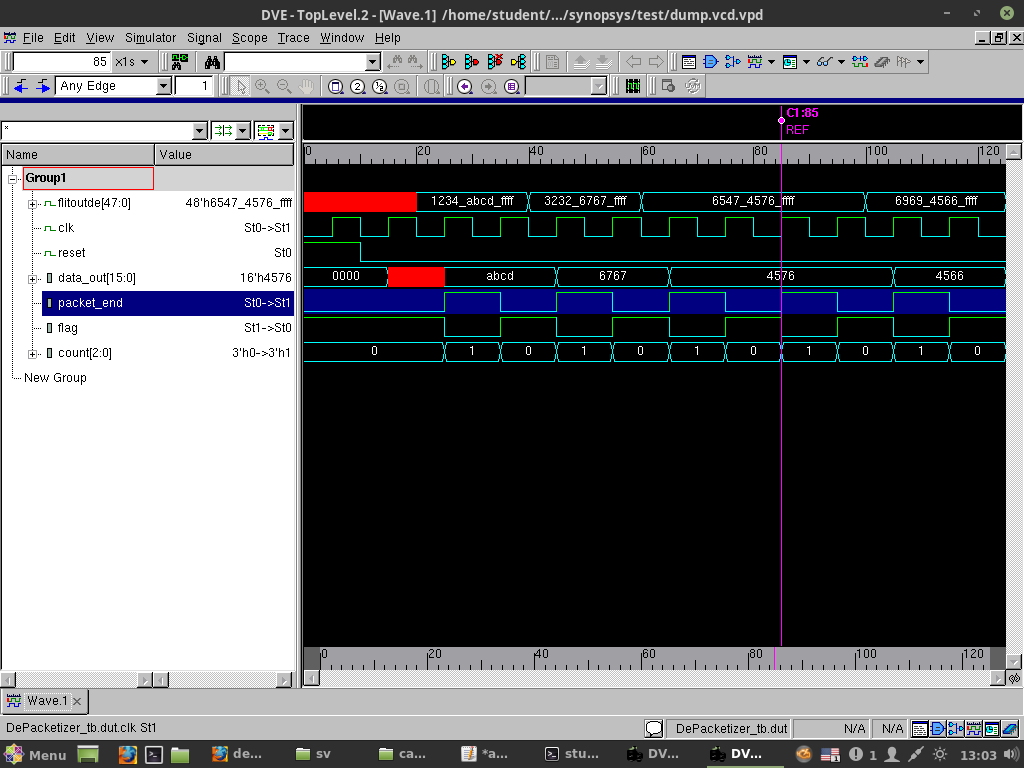 DVE - TopLevel.2 - [Wave.1] /home/student/.../synopsys/test/dump.vcd.vpd
File Edit View Simulator Signal Scope Trace Window Help
85 x1s
Any Edge 1
C1:85
REF
*
Name Value
0 20 40 60 80 100 120
Group1
flitoutde[47:0] 48'h6547_4576_ffff 1234_abcd_ffff 3232_6767_ffff 6547_4576_ffff 6969_4566_ffff
clk St0->St1
reset St0
data_out[15:0] 16'h4576 0000 abcd 6767 4576 4566
packet_end St0->St1
flag St1->St0
count[2:0] 3'h0->3'h1 0 1 0 1 0 1 0 1 0 1 0
New Group
0 20 40 60 80 100 120
Wave.1
DePacketizer_tb.dut.clk St1 DePacketizer_tb.dut N/A N/A
Menu de... sv ca... *a... stu... DV... DV... 1 13:03